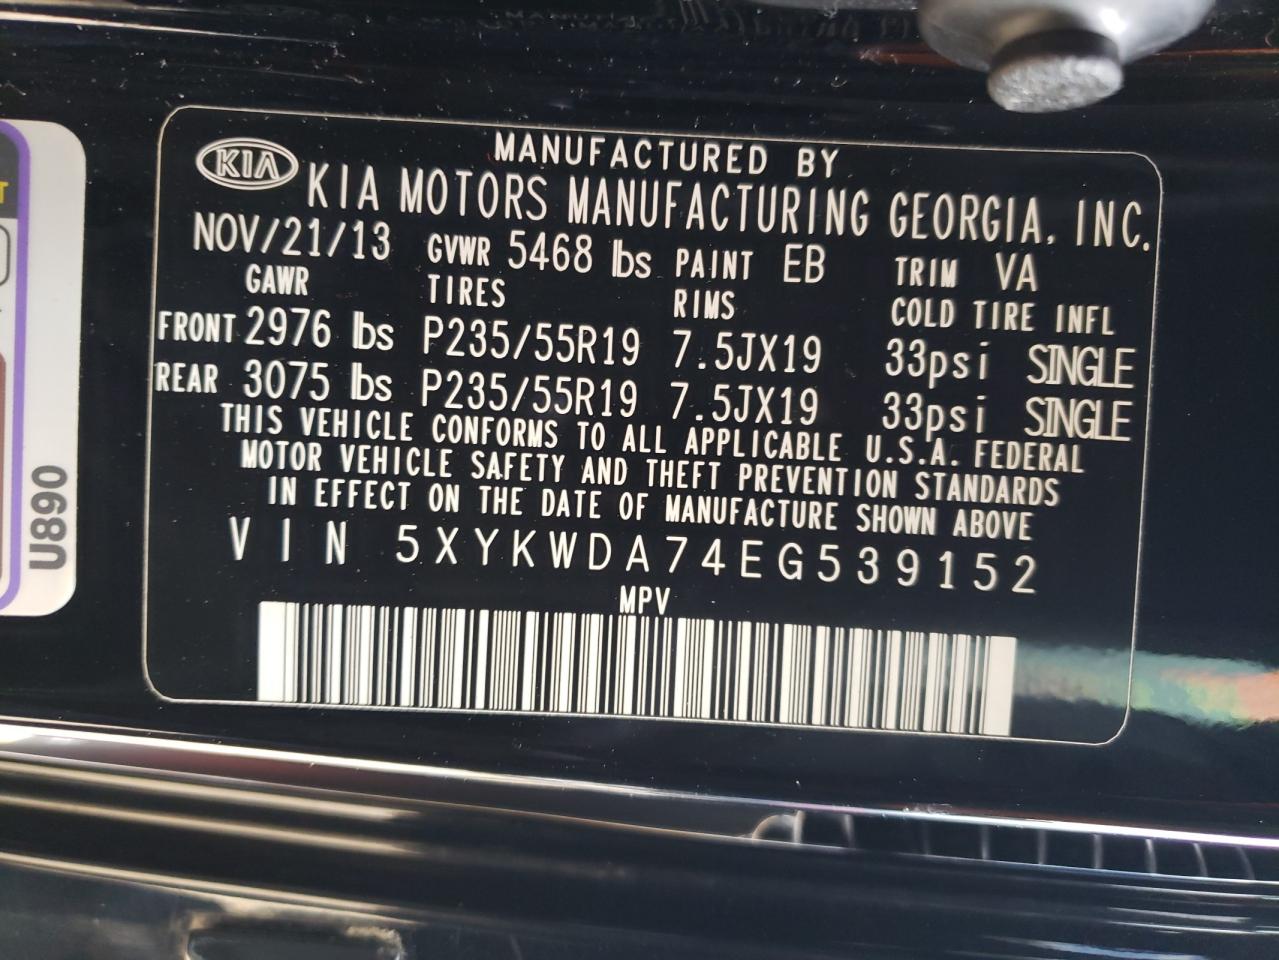 MANUFACTURED BY
KIA KIA MOTORS MANUFACTURING GEORGIA, INC.
NOV/21/13 GVWR 5468 lbs PAINT EB TRIM VA
GAWR TIRES RIMS COLD TIRE INFL
FRONT 2976 lbs P235/55R19 7.5JX19 33psi SINGLE
REAR 3075 lbs P235/55R19 7.5JX19 33psi SINGLE
THIS VEHICLE CONFORMS TO ALL APPLICABLE U.S.A. FEDERAL
MOTOR VEHICLE SAFETY AND THEFT PREVENTION STANDARDS
IN EFFECT ON THE DATE OF MANUFACTURE SHOWN ABOVE
VIN 5XYKWDA74EG539152
MPV
U890